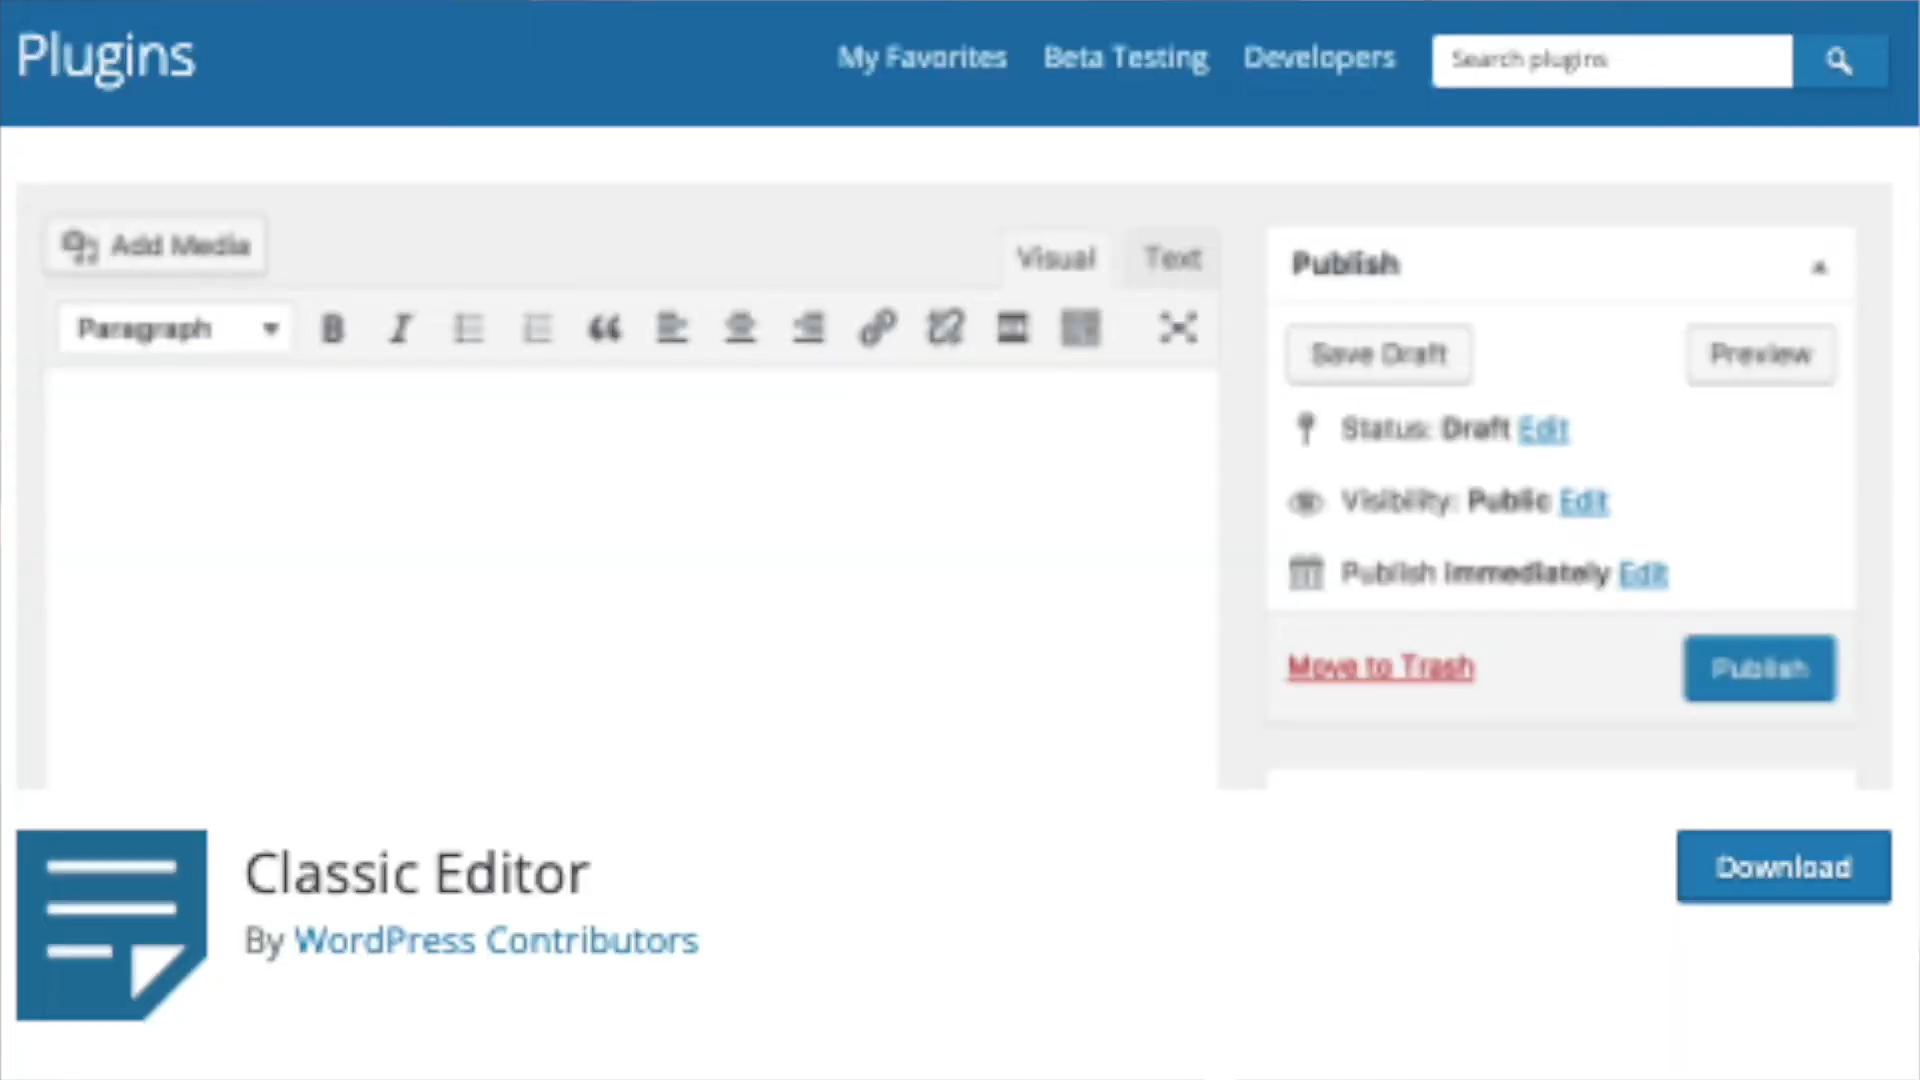 Plugins
My Favorites Beta Testing Developers Search plugins
Add Media
Visual Text
Paragraph
Publish
Save Draft Preview
Status: Draft Edit
Visibility: Public Edit
Publish immediately Edit
Move to Trash Publish
Classic Editor
Download
By WordPress Contributors